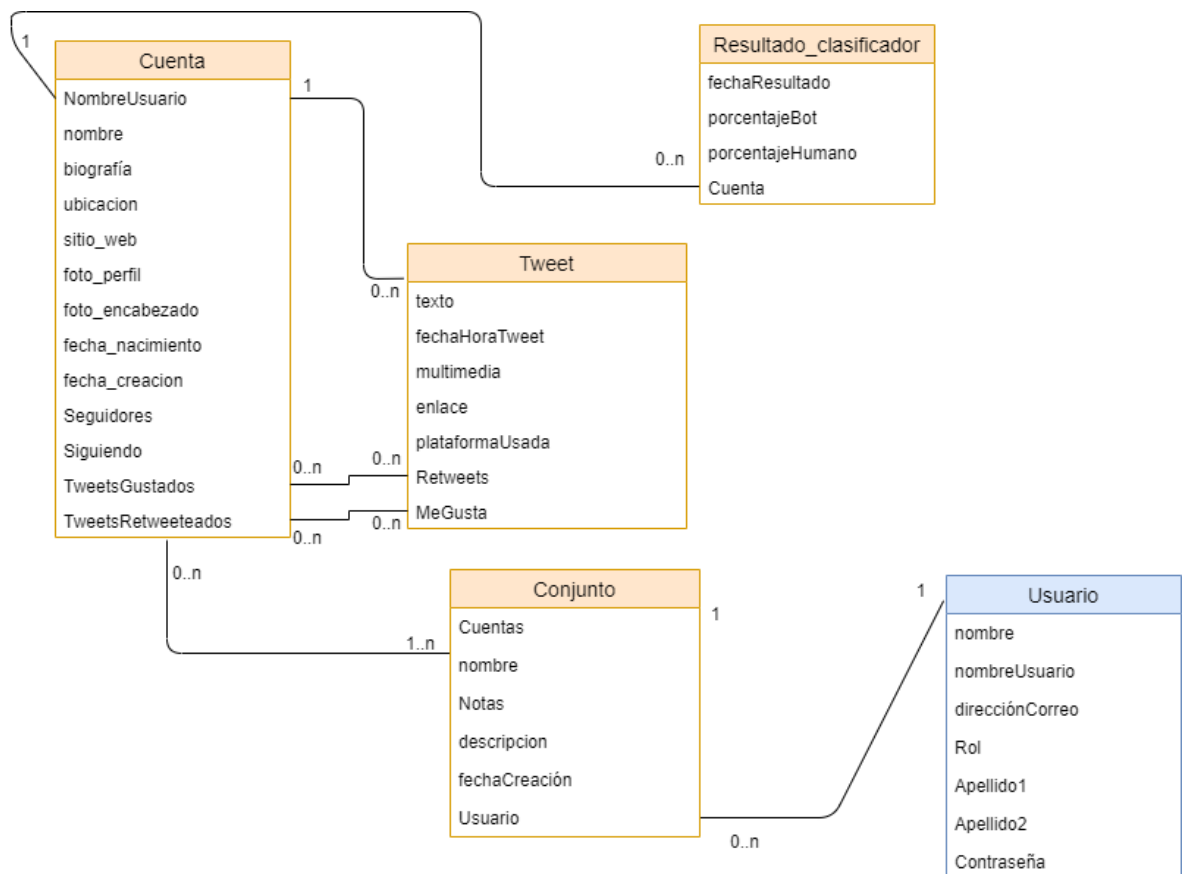 1
Cuenta
NombreUsuario
nombre
biografía
ubicacion
sitio_web
foto_perfil
foto_encabezado
fecha_nacimiento
fecha_creacion
Seguidores
Siguiendo
TweetsGustados
TweetsRetweeteados
1
0..n
0..n
0..n
0..n
Resultado_clasificador
fechaResultado
porcentajeBot
porcentajeHumano
Cuenta
0..n
Tweet
texto
fechaHoraTweet
multimedia
enlace
plataformaUsada
Retweets
MeGusta
0..n
0..n
1..n
Conjunto
Cuentas
nombre
Notas
descripcion
fechaCreación
Usuario
1
0..n
1
Usuario
nombre
nombreUsuario
direcciónCorreo
Rol
Apellido1
Apellido2
Contraseña